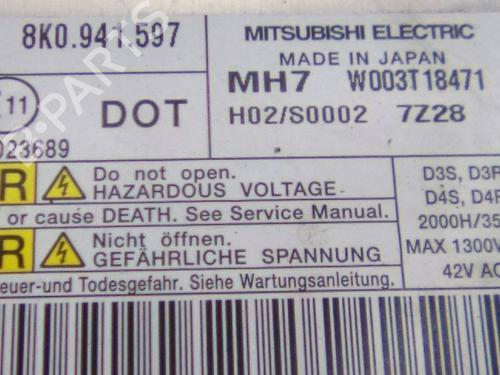 8K0.941.597
MITSUBISHI ELECTRIC
MADE IN JAPAN
MH7 W003T18471
11
DOT
H02/S0002 7Z28
023689
R
Do not open.
HAZARDOUS VOLTAGE
or cause DEATH. See Service Manual.
R
Nicht öffnen.
GEFÄHRLICHE SPANNUNG
euer-und Todesgefahr. Siehe Wartungsanleitung.
D3S, D3R
D4S, D4R
2000H/35
MAX 1300V
42V AC